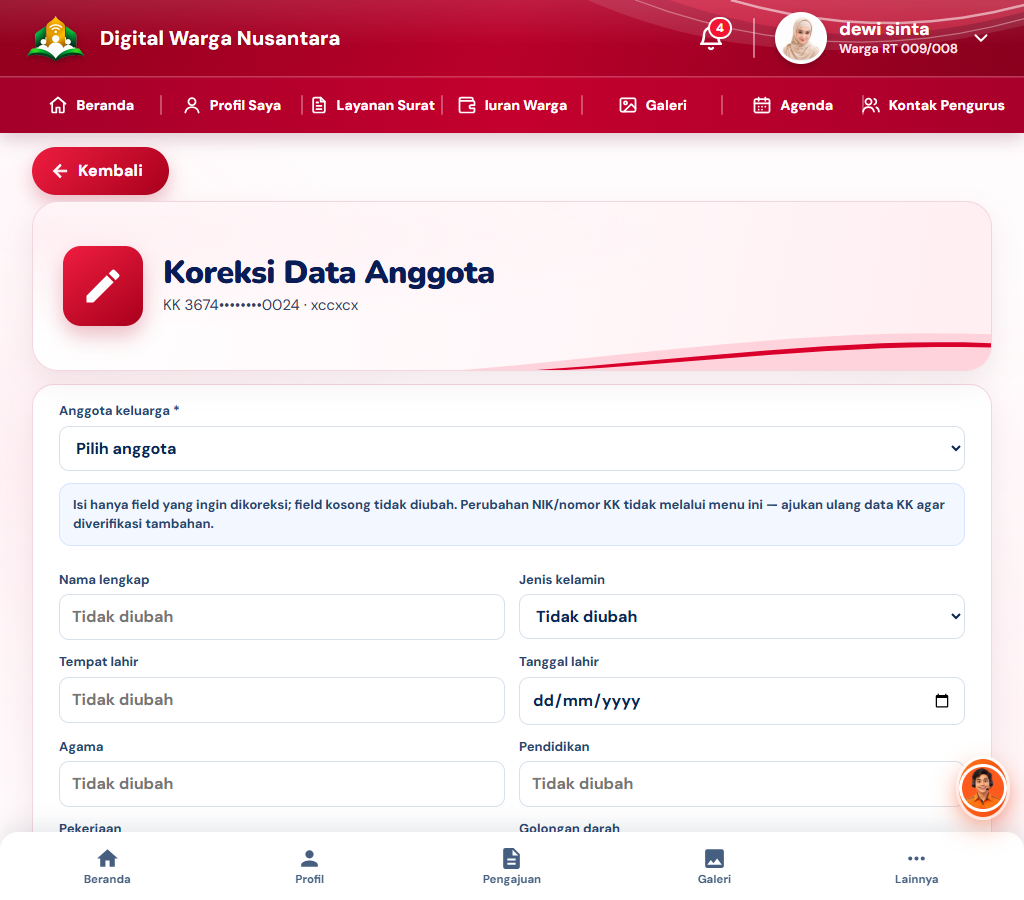 Digital Warga Nusantara
4
dewi sinta
Warga RT 009/008
Beranda
Profil Saya
Layanan Surat
Iuran Warga
Galeri
Agenda
Kontak Pengurus
Kembali
Koreksi Data Anggota
KK 3674••••••••0024 · xccxcx
Anggota keluarga *
Pilih anggota
Isi hanya field yang ingin dikoreksi; field kosong tidak diubah. Perubahan NIK/nomor KK tidak melalui menu ini — ajukan ulang data KK agar
diverifikasi tambahan.
Nama lengkap
Jenis kelamin
Tidak diubah
Tidak diubah
Tempat lahir
Tanggal lahir
Tidak diubah
dd/mm/yyyy
Agama
Pendidikan
Tidak diubah
Tidak diubah
Pekerjaan
Golongan darah
Beranda
Profil
Pengajuan
Galeri
Lainnya